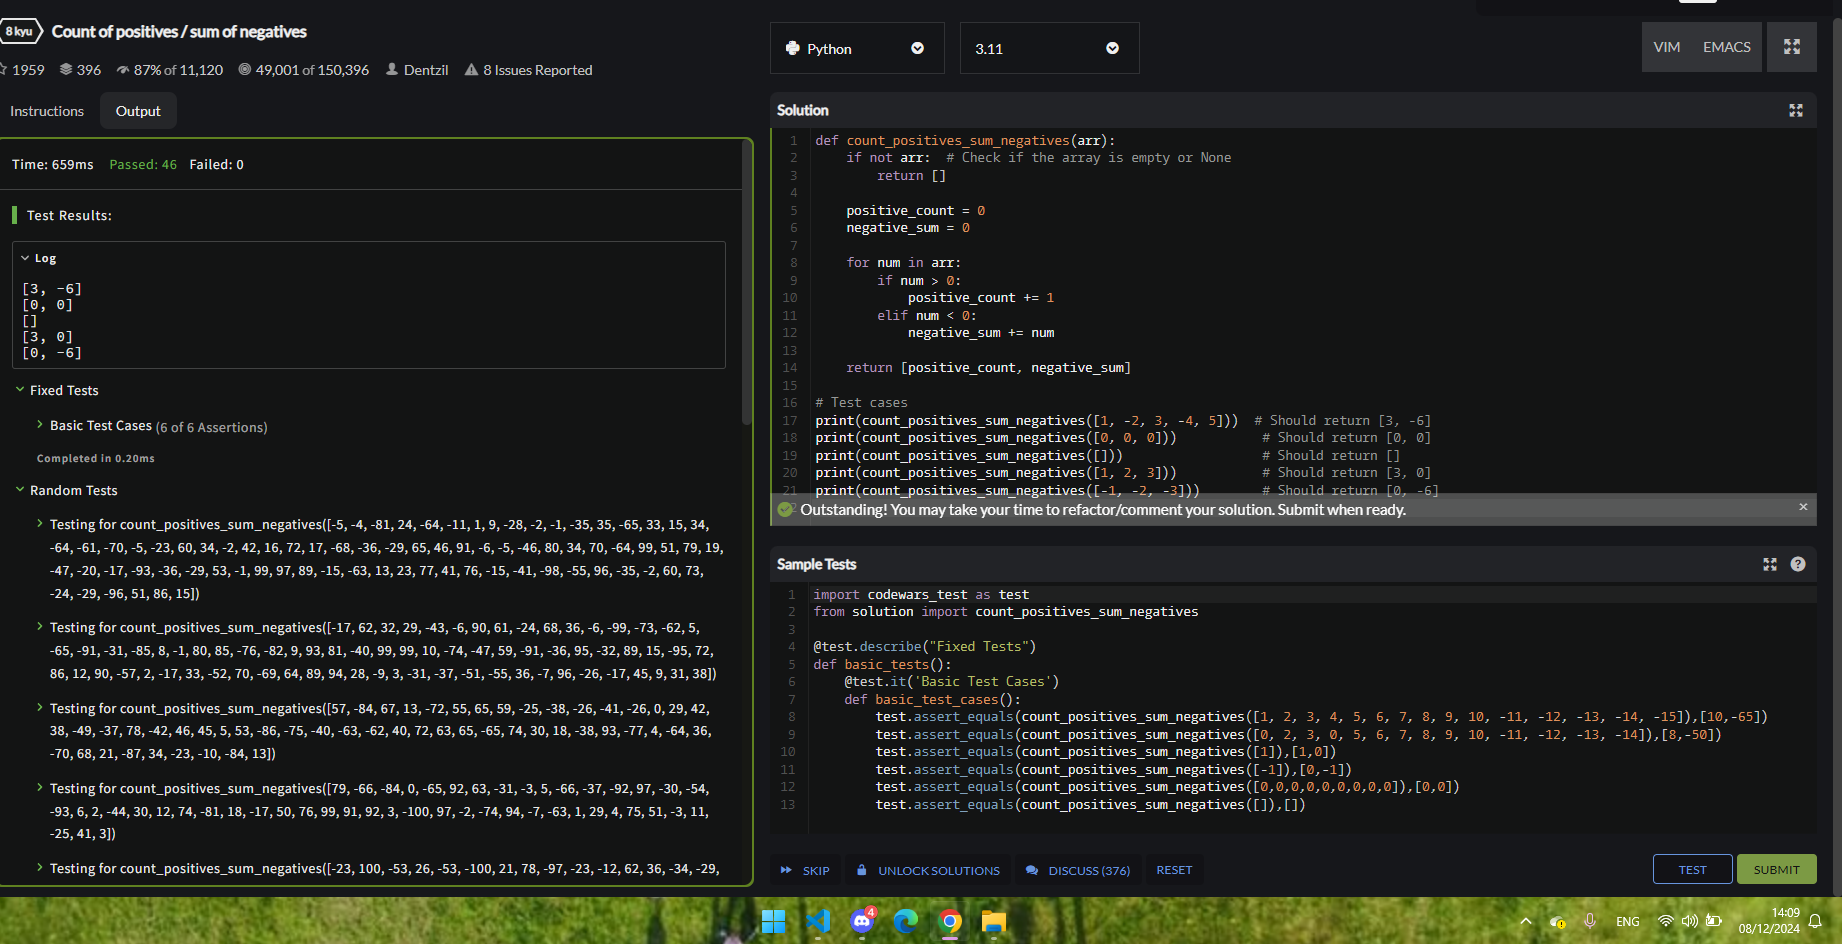 8 kyu Count of positives / sum of negatives
1959 396 87% of 11,120 49,001 of 150,396 Dentzil 8 Issues Reported
Instructions Output
Time: 659ms Passed: 46 Failed: 0
Test Results:
Log
[3, -6]
[0, 0]
[]
[3, 0]
[0, -6]
Fixed Tests
Basic Test Cases (6 of 6 Assertions)
Completed in 0.20ms
Random Tests
Testing for count_positives_sum_negatives([-5, -4, -81, 24, -64, -11, 1, 9, -28, -2, -1, -35, 35, -65, 33, 15, 34,
-64, -61, -70, -5, -23, 60, 34, -2, 42, 16, 72, 17, -68, -36, -29, 65, 46, 91, -6, -5, -46, 80, 34, 70, -64, 99, 51, 79, 19,
-47, -20, -17, -93, -36, -29, 53, -1, 99, 97, 89, -15, -63, 13, 23, 77, 41, 76, -15, -41, -98, -55, 96, -35, -2, 60, 73,
-24, -29, -96, 51, 86, 15])
Testing for count_positives_sum_negatives([-17, 62, 32, 29, -43, -6, 90, 61, -24, 68, 36, -6, -99, -73, -62, 5,
-65, -91, -31, -85, 8, -1, 80, 85, -76, -82, 9, 93, 81, -40, 99, 99, 10, -74, -47, 59, -91, -36, 95, -32, 89, 15, -95, 72,
86, 12, 90, -57, 2, -17, 33, -52, 70, -69, 64, 89, 94, 28, -9, 3, -31, -37, -51, -55, 36, -7, 96, -26, -17, 45, 9, 31, 38])
Testing for count_positives_sum_negatives([57, -84, 67, 13, -72, 55, 65, 59, -25, -38, -26, -41, -26, 0, 29, 42,
38, -49, -37, 78, -42, 46, 45, 5, 53, -86, -75, -40, -63, -62, 40, 72, 63, 65, -65, 74, 30, 18, -38, 93, -77, 4, -64, 36,
-70, 68, 21, -87, 34, -23, -10, -84, 13])
Testing for count_positives_sum_negatives([79, -66, -84, 0, -65, 92, 63, -31, -3, 5, -66, -37, -92, 97, -30, -54,
-93, 6, 2, -44, 30, 12, 74, -81, 18, -17, 50, 76, 99, 91, 92, 3, -100, 97, -2, -74, 94, -7, -63, 1, 29, 4, 75, 51, -3, 11,
-25, 41, 3])
Testing for count_positives_sum_negatives([-23, 100, -53, 26, -53, -100, 21, 78, -97, -23, -12, 62, 36, -34, -29,
Python 3.11 VIM EMACS
Solution
1 def count_positives_sum_negatives(arr):
2 if not arr: # Check if the array is empty or None
3 return []
4
5 positive_count = 0
6 negative_sum = 0
7
8 for num in arr:
9 if num > 0:
10 positive_count += 1
11 elif num < 0:
12 negative_sum += num
13
14 return [positive_count, negative_sum]
15
16 # Test cases
17 print(count_positives_sum_negatives([1, -2, 3, -4, 5])) # Should return [3, -6]
18 print(count_positives_sum_negatives([0, 0, 0])) # Should return [0, 0]
19 print(count_positives_sum_negatives([])) # Should return []
20 print(count_positives_sum_negatives([1, 2, 3])) # Should return [3, 0]
21 print(count_positives_sum_negatives([-1, -2, -3])) # Should return [0, -6]
Outstanding! You may take your time to refactor/comment your solution. Submit when ready.
Sample Tests
1 import codewars_test as test
2 from solution import count_positives_sum_negatives
3
4 @test.describe("Fixed Tests")
5 def basic_tests():
6 @test.it('Basic Test Cases')
7 def basic_test_cases():
8 test.assert_equals(count_positives_sum_negatives([1, 2, 3, 4, 5, 6, 7, 8, 9, 10, -11, -12, -13, -14, -15]),[10,-65])
9 test.assert_equals(count_positives_sum_negatives([0, 2, 3, 0, 5, 6, 7, 8, 9, 10, -11, -12, -13, -14]),[8,-50])
10 test.assert_equals(count_positives_sum_negatives([1]),[1,0])
11 test.assert_equals(count_positives_sum_negatives([-1]),[0,-1])
12 test.assert_equals(count_positives_sum_negatives([0,0,0,0,0,0,0,0,0]),[0,0])
13 test.assert_equals(count_positives_sum_negatives([]),[])
SKIP UNLOCK SOLUTIONS DISCUSS (376) RESET TEST SUBMIT
4 ENG 14:09
08/12/2024